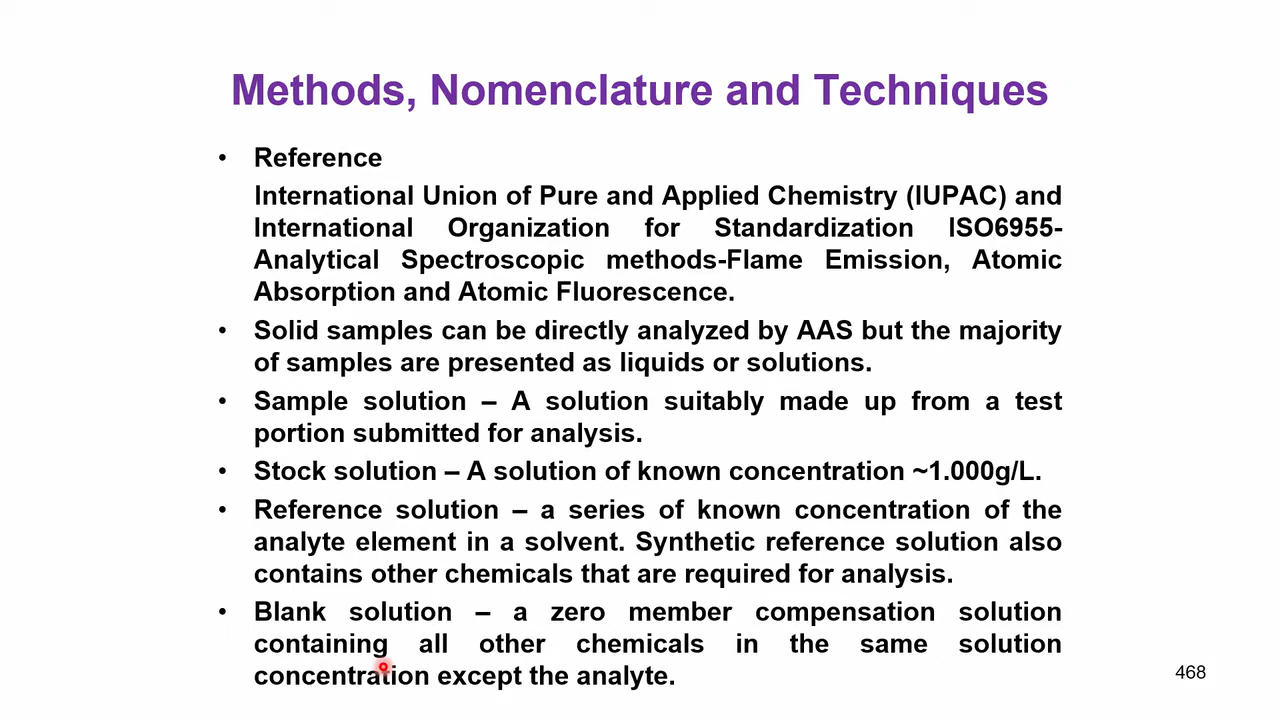 Methods, Nomenclature and Techniques
• Reference
International Union of Pure and Applied Chemistry (IUPAC) and
International Organization for Standardization ISO6955-
Analytical Spectroscopic methods-Flame Emission, Atomic
Absorption and Atomic Fluorescence.
• Solid samples can be directly analyzed by AAS but the majority
of samples are presented as liquids or solutions.
• Sample solution – A solution suitably made up from a test
portion submitted for analysis.
• Stock solution – A solution of known concentration ~1.000g/L.
• Reference solution – a series of known concentration of the
analyte element in a solvent. Synthetic reference solution also
contains other chemicals that are required for analysis.
• Blank solution – a zero member compensation solution
containing all other chemicals in the same solution
concentration except the analyte.
468